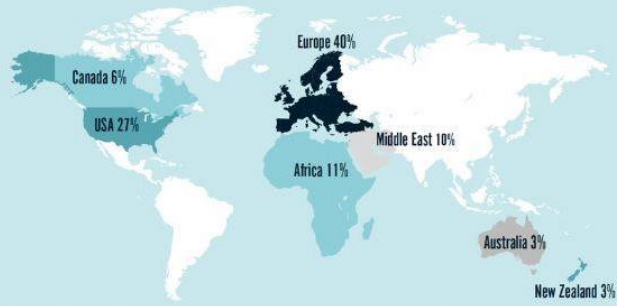 Europe 40%
Canada 6%
USA 27%
Middle East 10%
Africa 11%
Australia 3%
New Zealand 3%